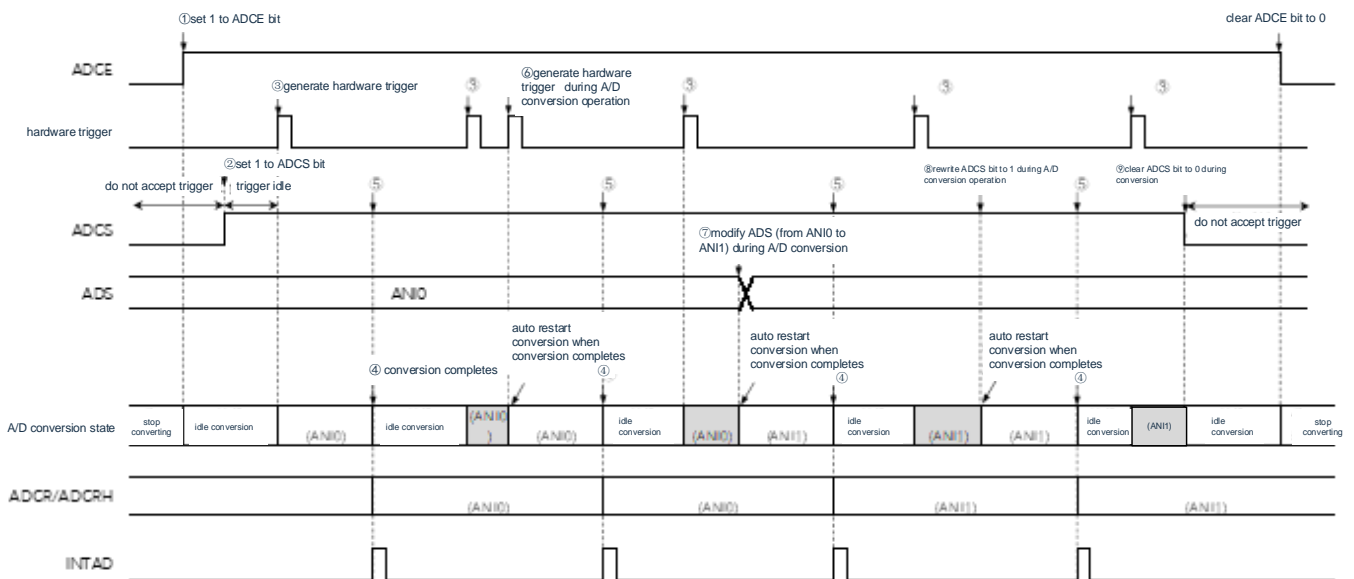 ①set 1 to ADCE bit
clear ADCE bit to 0
ADCE
③generate hardware trigger
③
⑥generate hardware
trigger during A/D
conversion operation
③
③
③
hardware trigger
②set 1 to ADCS bit
do not accept trigger
trigger idle
⑤
⑤
⑤
⑧rewrite ADCS bit to 1 during A/D
conversion operation
⑤
⑨clear ADCS bit to 0 during
conversion
do not accept trigger
ADCS
⑦modify ADS (from ANI0 to
ANI1) during A/D conversion
ADS
ANI0
④ conversion completes
auto restart
conversion when
conversion completes
④
auto restart
conversion when
conversion completes
④
auto restart
conversion when
conversion completes
④
A/D conversion state
stop
converting
idle conversion
(ANI0)
idle conversion
(ANI0
)
(ANI0)
idle
conversion
(ANI0)
(ANI1)
idle
conversion
(ANI1)
(ANI1)
idle
conversion
(ANI1)
idle
conversion
stop
converting
ADCR/ADCRH
(ANI0)
(ANI0)
(ANI1)
(ANI1)
INTAD